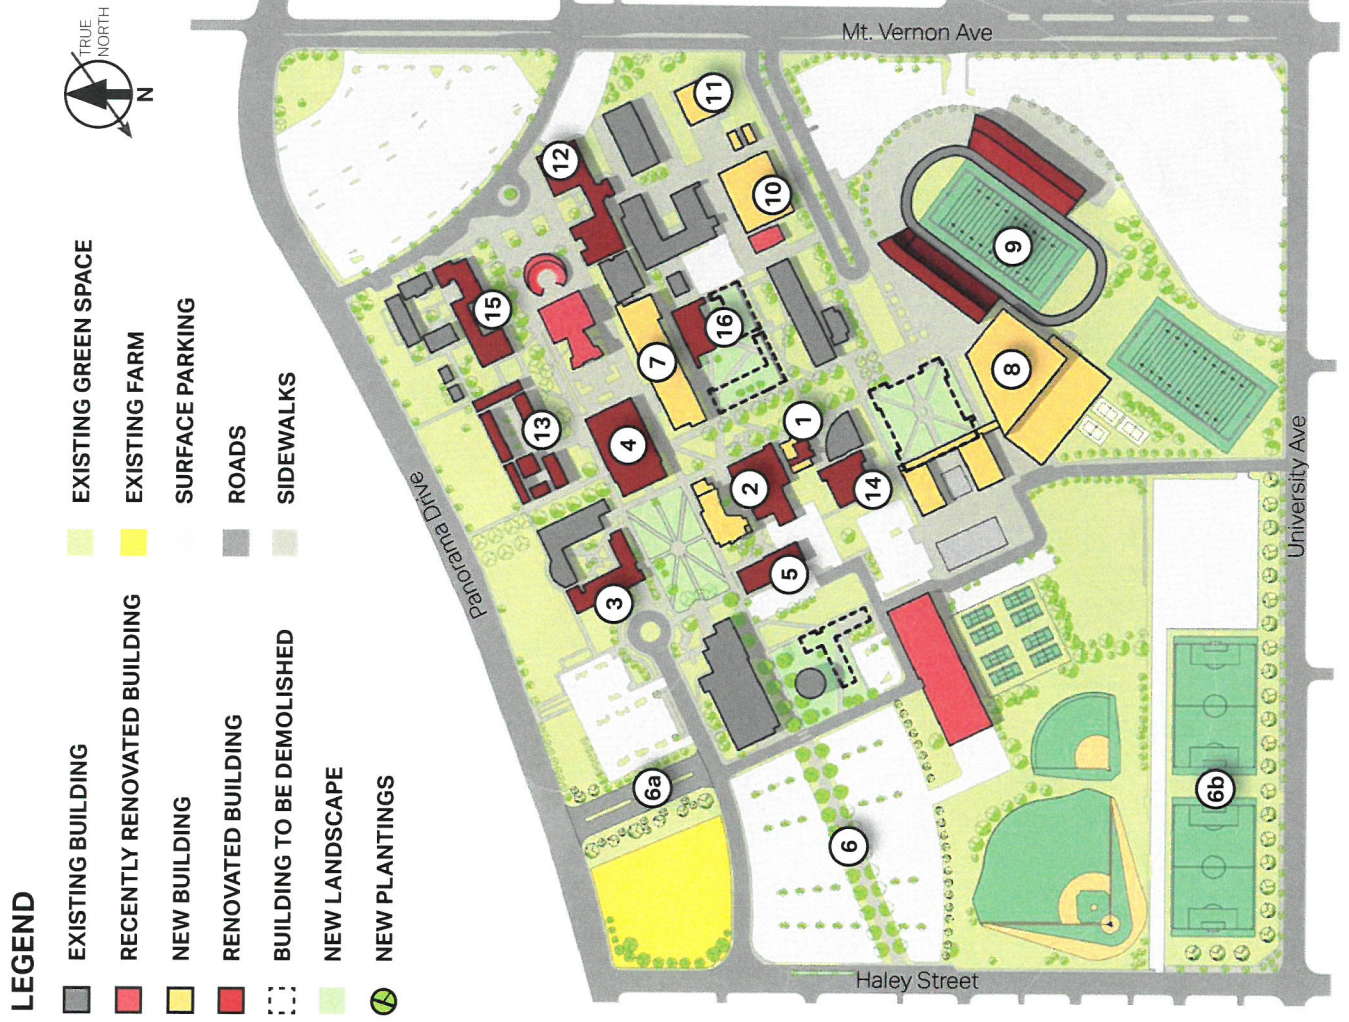 LEGEND
EXISTING BUILDING
RECENTLY RENOVATED BUILDING
NEW BUILDING
RENOVATED BUILDING
BUILDING TO BE DEMOLISHED
NEW LANDSCAPE
NEW PLANTINGS
EXISTING GREEN SPACE
EXISTING FARM
SURFACE PARKING
ROADS
SIDEWALKS
TRUE
NORTH
N
Mt. Vernon Ave
Panorama Drive
University Ave
Haley Street
1
2
3
4
5
6
6a
6b
7
8
9
10
11
12
13
14
15
16